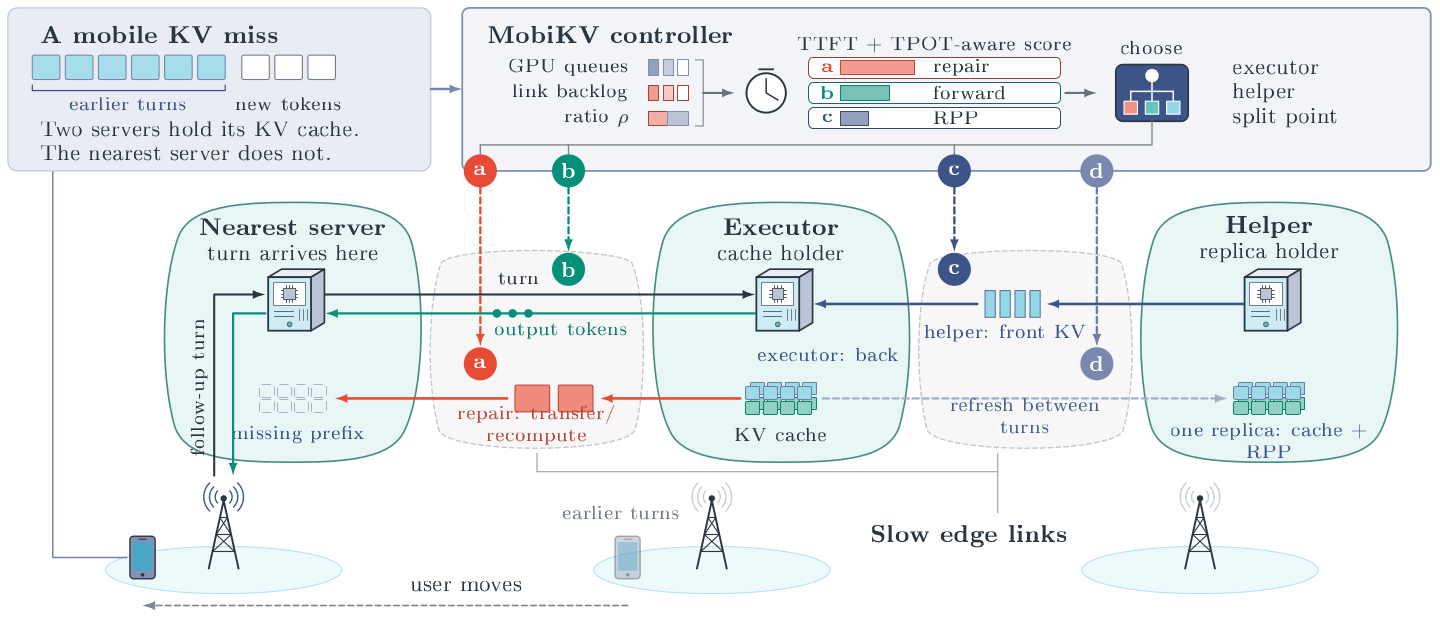 A mobile KV miss
earlier turns
new tokens
Two servers hold its KV cache.
The nearest server does not.
MobiKV controller
GPU queues
link backlog
ratio ρ
TTFT + TPOT-aware score
a repair
b forward
c RPP
choose
executor
helper
split point
a
b
c
d
Nearest server
turn arrives here
Executor
cache holder
Helper
replica holder
b
c
turn
output tokens
helper: front KV
follow-up turn
executor: back
a
d
missing prefix
repair: transfer/
recompute
KV cache
refresh between
turns
one replica: cache +
RPP
earlier turns
Slow edge links
user moves